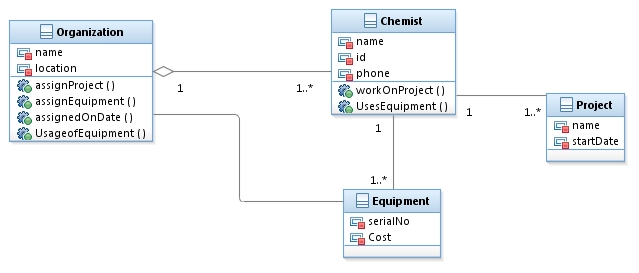 Organization
name
location
assignProject ( )
assignEquipment ( )
assignedOnDate ( )
UsageofEquipment ( )
1
1..*
Chemist
name
id
phone
workOnProject ( )
UsesEquipment ( )
1
1..*
Project
name
startDate
1
1..*
Equipment
serialNo
Cost